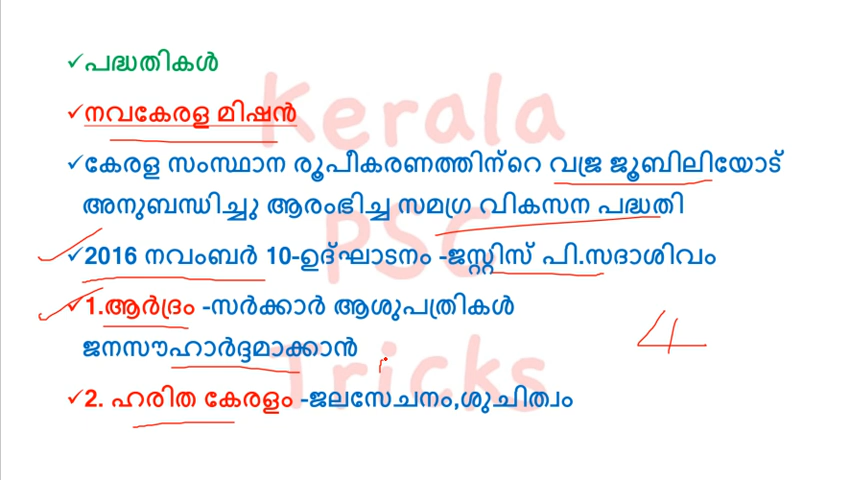 ✓പദ്ധതികൾ
✓നവകേരള മിഷൻ
✓കേരള സംസ്ഥാന രൂപീകരണത്തിന്റെ വജ്ര ജൂബിലിയോട്
അനുബന്ധിച്ചു ആരംഭിച്ച സമഗ്ര വികസന പദ്ധതി
✓2016 നവംബർ 10-ഉദ്ഘാടനം -ജസ്റ്റിസ് പി.സദാശിവം
✓1.ആർദ്രം -സർക്കാർ ആശുപത്രികൾ
ജനസൗഹാർദ്ദമാക്കാൻ
4
✓2. ഹരിത കേരളം -ജലസേചനം,ശുചിത്വം
Kerala
PSC
Tricks